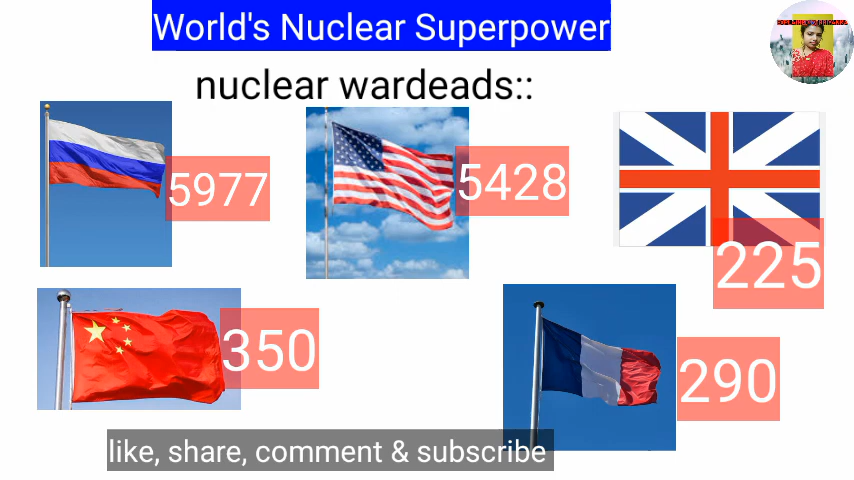 World's Nuclear Superpower
nuclear wardeads::
5977
5428
225
350
290
like, share, comment & subscribe